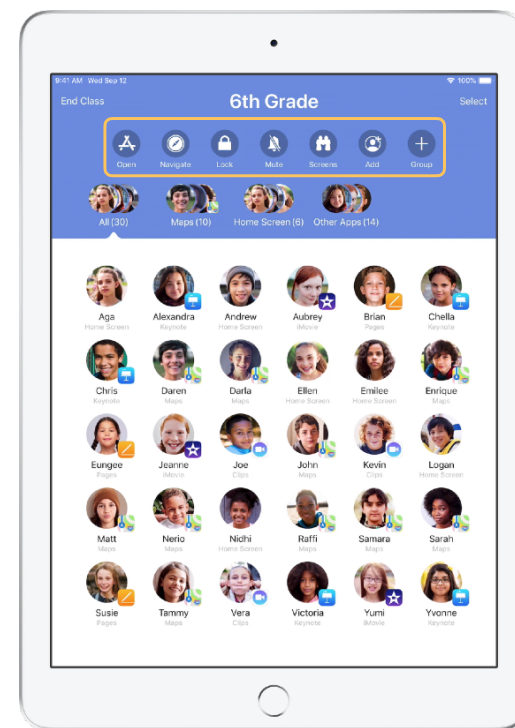 9:41 AM Wed Sep 12 100%
End Class 6th Grade Select
Open Navigate Lock Mute Screens Add Group
All (30) Maps (10) Home Screen (6) Other Apps (14)
Aga Alexandra Andrew Aubrey Brian Chella
Home Screen Keynote Home Screen iMovie Pages Keynote
Chris Daren Darla Ellen Emilee Enrique
Keynote Maps Maps Home Screen Home Screen Maps
Eungee Jeanne Joe John Kevin Logan
Pages iMovie Clips Maps Clips Home Screen
Matt Nerio Nidhi Raffi Samara Sarah
Maps Maps Home Screen Maps Maps Maps
Susie Tammy Vera Victoria Yumi Yvonne
Pages Maps Clips Keynote iMovie Keynote